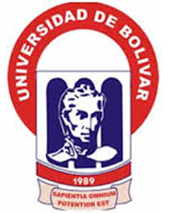 UNIVERSIDAD DE BOLIVAR
1989
SAPIENTIA OMNIUM
POTENTIOR EST